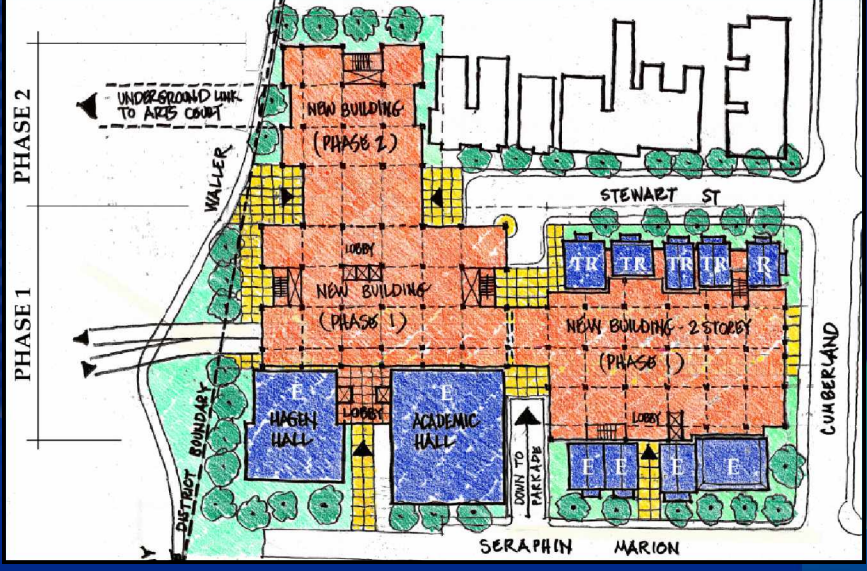 PHASE 2
UNDERGROUND LINK
TO ARTS COURT
NEW BUILDING
(PHASE 2)
WALLER
STEWART ST
PHASE 1
LOBBY
NEW BUILDING
(PHASE 1)
TR
TR
TR
TR
R
NEW BUILDING - 2 STOREY
(PHASE 1)
LOBBY
CUMBERLAND
DISTRICT BOUNDARY
E
HAGEN
HALL
LOBBY
E
ACADEMIC
HALL
DOWN TO
PARKADE
E
E
E
E
SERAPHIN MARION